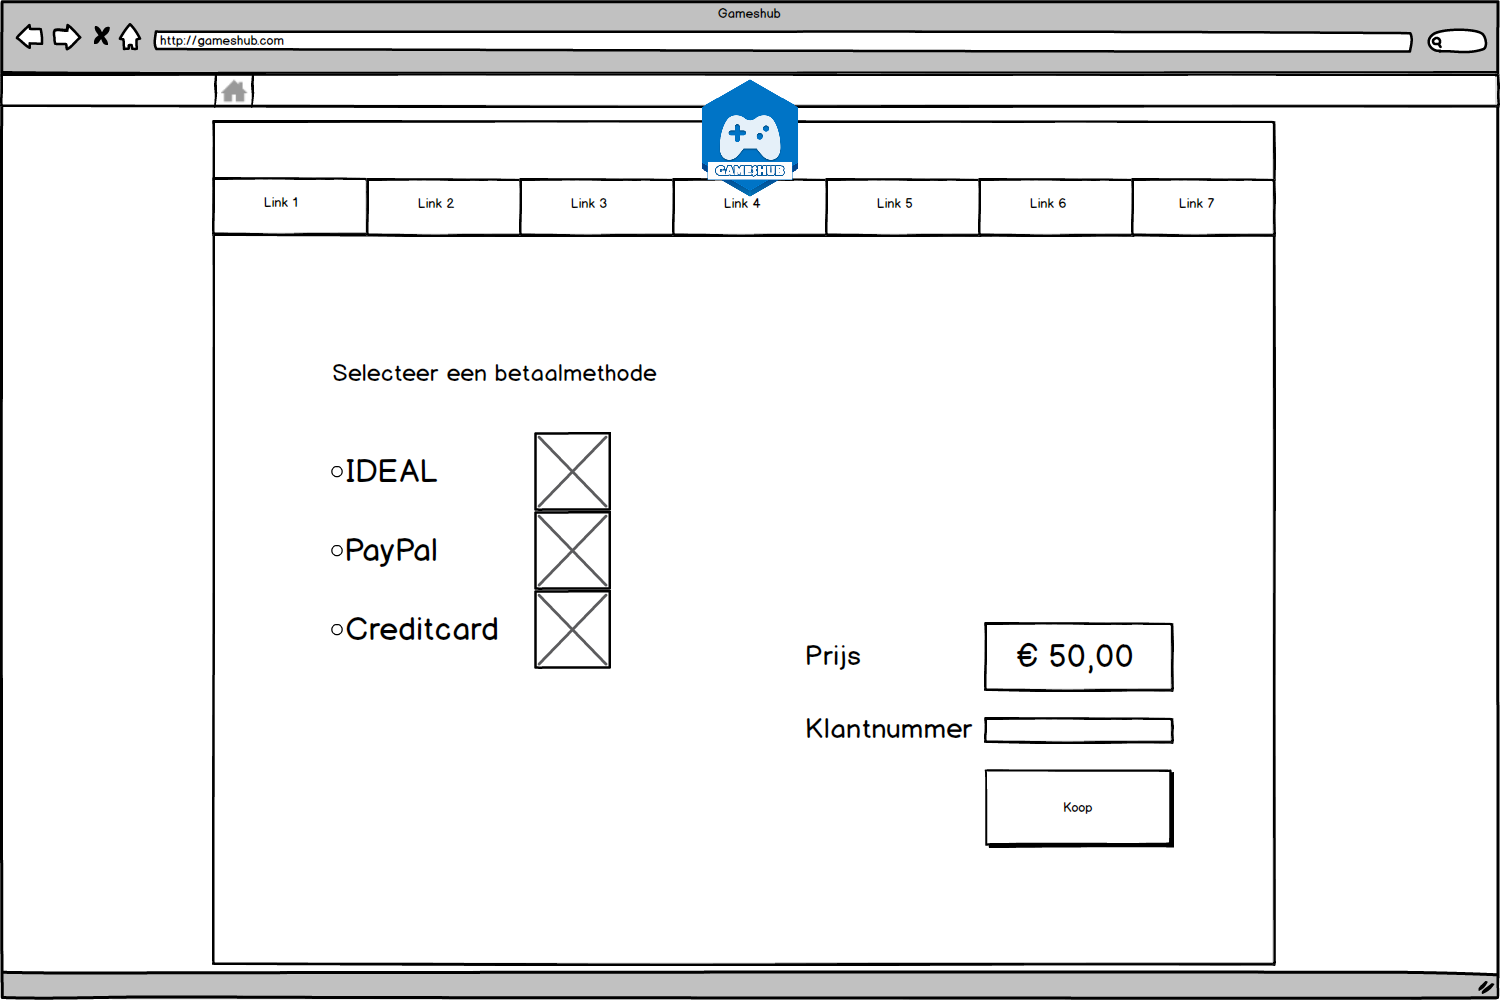 Gameshub
http://gameshub.com
GAMESHUB
Link 1 Link 2 Link 3 Link 4 Link 5 Link 6 Link 7
Selecteer een betaalmethode
IDEAL
PayPal
Creditcard
Prijs € 50,00
Klantnummer
Koop